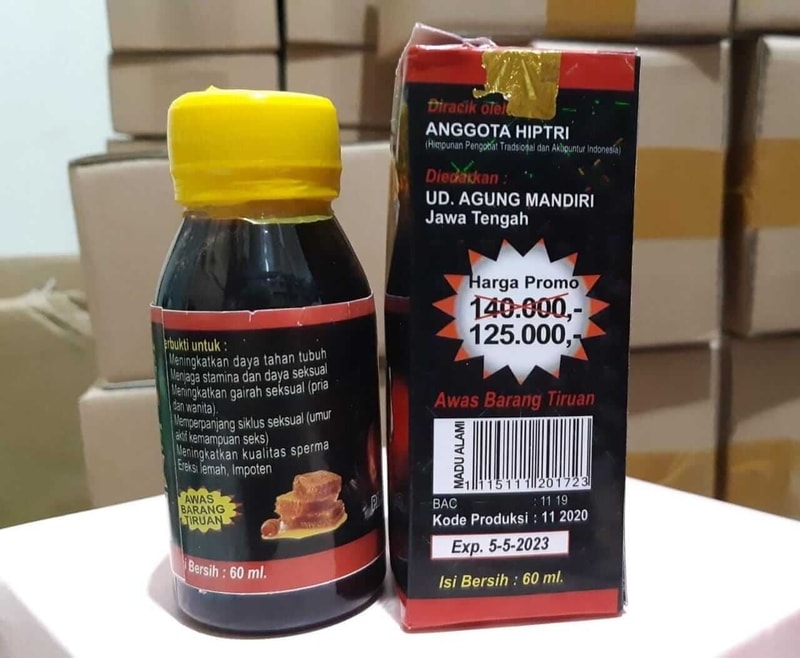 erbukti untuk :
Meningkatkan daya tahan tubuh
Menjaga stamina dan daya seksual
Meningkatkan gairah seksual (pria
dan wanita).
Memperpanjang siklus seksual (umur
aktif kemampuan seks)
Meningkatkan kualitas sperma
Ereksi lemah, Impoten
AWAS
BARANG
TIRUAN
i Bersih : 60 ml.
Diracik oleh
ANGGOTA HIPTRI
(Himpunan Pengobat Tradsional dan Akupuntur Indonesia)
Diedarkan :
UD. AGUNG MANDIRI
Jawa Tengah
Harga Promo
140.000,-
125.000,-
Awas Barang Tiruan
MADU ALAMI
1 115111 201723
BAC : 11 19
Kode Produksi : 11 2020
Exp. 5-5-2023
Isi Bersih : 60 ml.